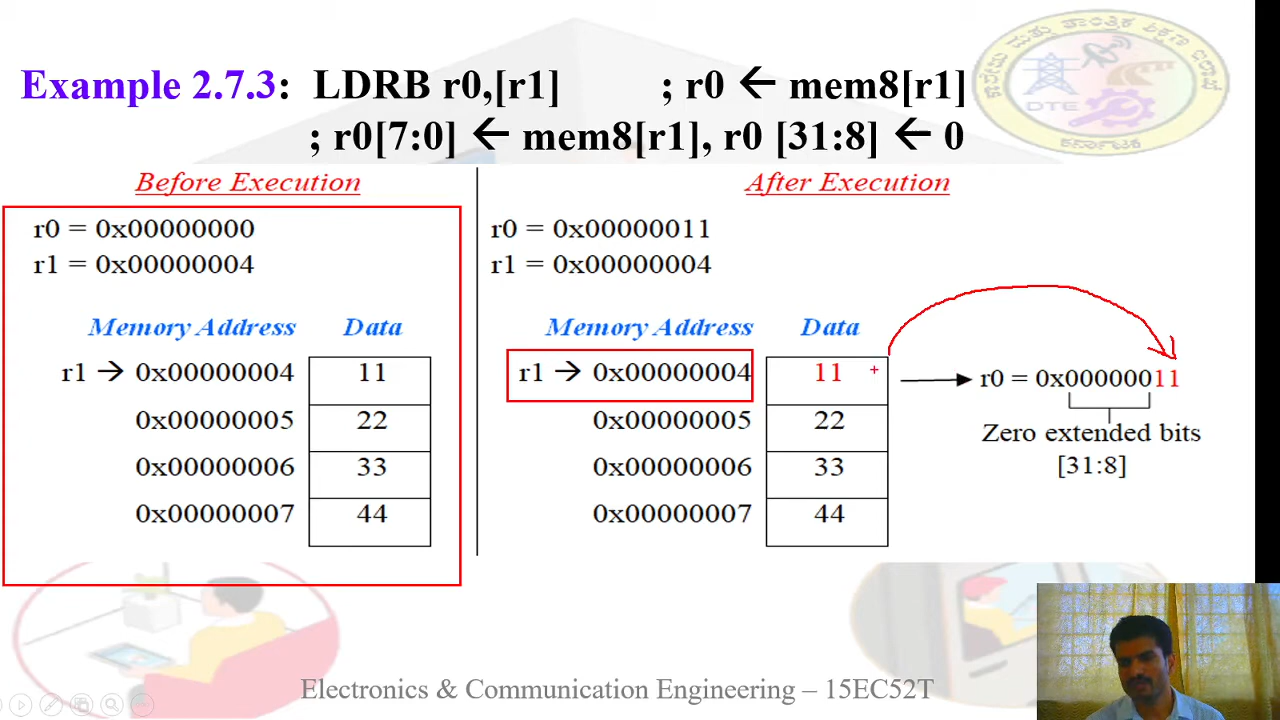 Example 2.7.3: LDRB r0,[r1] ; r0 ← mem8[r1]
; r0[7:0] ← mem8[r1], r0 [31:8] ← 0
Before Execution
r0 = 0x00000000
r1 = 0x00000004
Memory Address Data
r1 → 0x00000004 11
0x00000005 22
0x00000006 33
0x00000007 44
After Execution
r0 = 0x00000011
r1 = 0x00000004
Memory Address Data
r1 → 0x00000004 11
0x00000005 22
0x00000006 33
0x00000007 44
r0 = 0x00000011
Zero extended bits
[31:8]
DTE
ಕರ್ನಾಟಕ
Electronics & Communication Engineering – 15EC52T